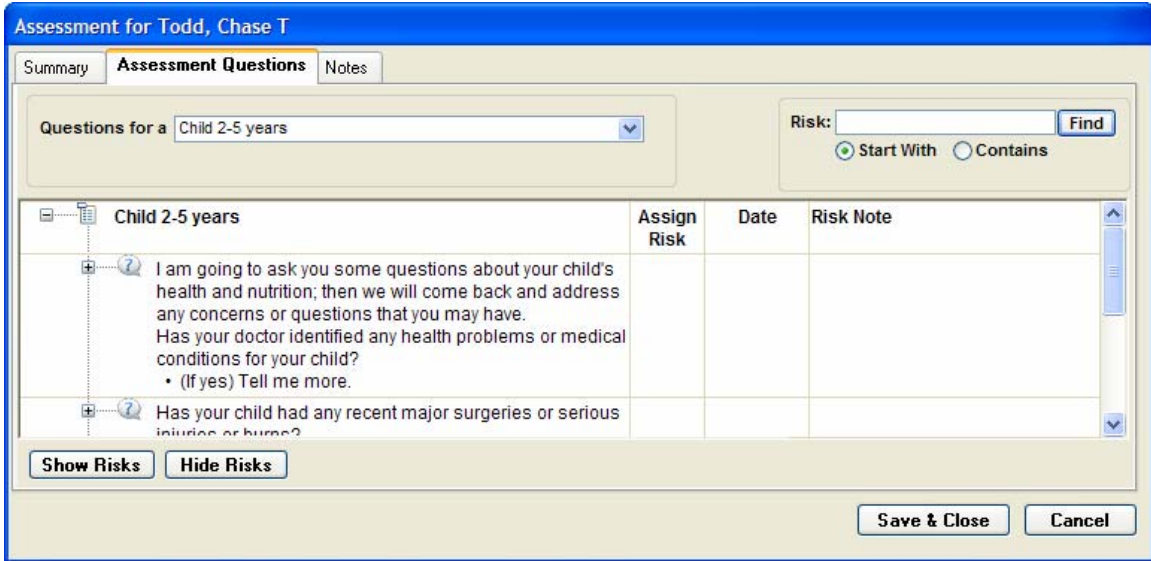 Assessment for Todd, Chase T
Summary Assessment Questions Notes
Questions for a Child 2-5 years
Risk: Find
Start With Contains
Child 2-5 years Assign Risk Date Risk Note
I am going to ask you some questions about your child's
health and nutrition; then we will come back and address
any concerns or questions that you may have.
Has your doctor identified any health problems or medical
conditions for your child?
• (If yes) Tell me more.
Has your child had any recent major surgeries or serious
injuries or burns?
Show Risks Hide Risks
Save & Close Cancel